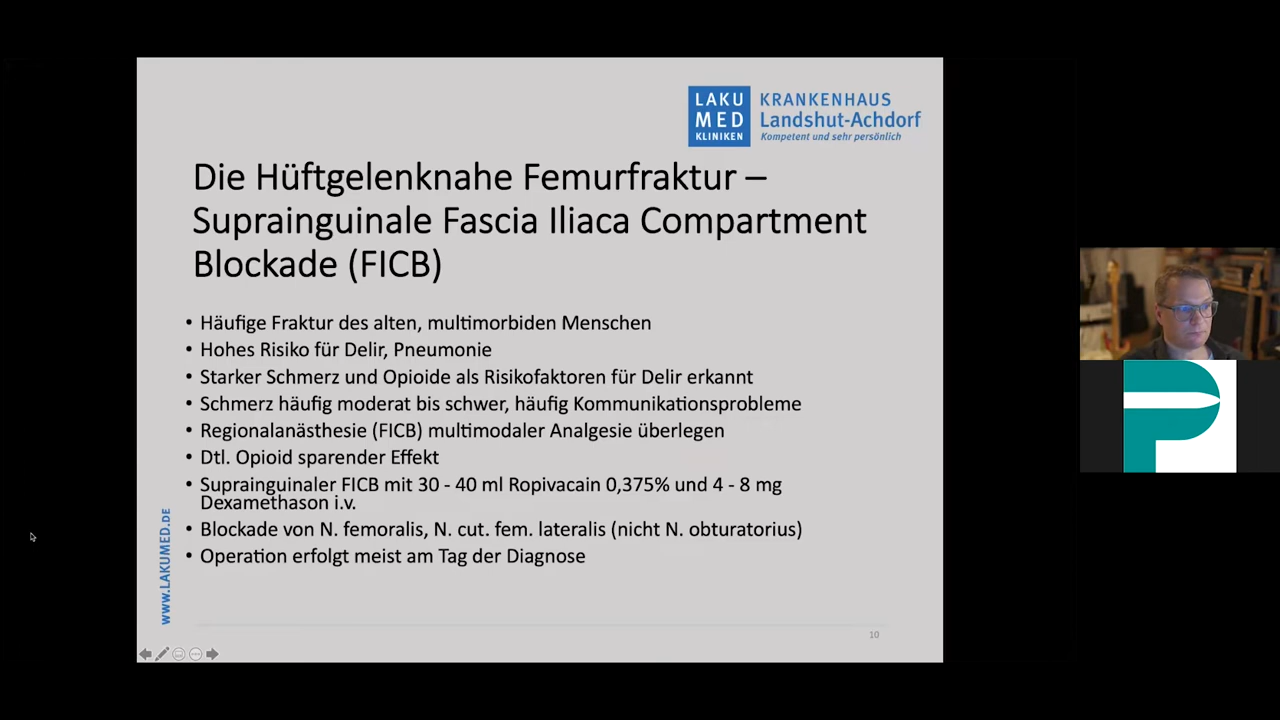 LAKU
MED
KLINIKEN
KRANKENHAUS
Landshut-Achdorf
Kompetent und sehr persönlich
Die Hüftgelenknahe Femurfraktur –
Suprainguinale Fascia Iliaca Compartment
Blockade (FICB)
• Häufige Fraktur des alten, multimorbiden Menschen
• Hohes Risiko für Delir, Pneumonie
• Starker Schmerz und Opioide als Risikofaktoren für Delir erkannt
• Schmerz häufig moderat bis schwer, häufig Kommunikationsprobleme
• Regionalanästhesie (FICB) multimodaler Analgesie überlegen
• Dtl. Opioid sparender Effekt
• Suprainguinaler FICB mit 30 - 40 ml Ropivacain 0,375% und 4 - 8 mg
Dexamethason i.v.
• Blockade von N. femoralis, N. cut. fem. lateralis (nicht N. obturatorius)
• Operation erfolgt meist am Tag der Diagnose
www.LAKUMED.DE
10
P